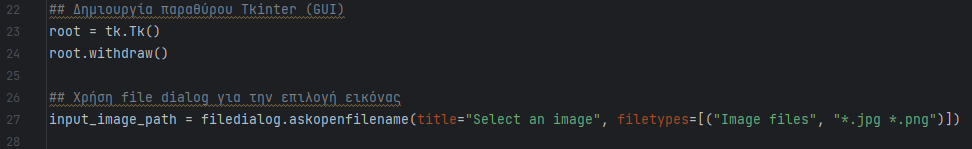 22 ## Δημιουργία παραθύρου Tkinter (GUI)
23 root = tk.Tk()
24 root.withdraw()
25
26 ## Χρήση file dialog για την επιλογή εικόνας
27 input_image_path = filedialog.askopenfilename(title="Select an image", filetypes=[("Image files", "*.jpg *.png")])
28